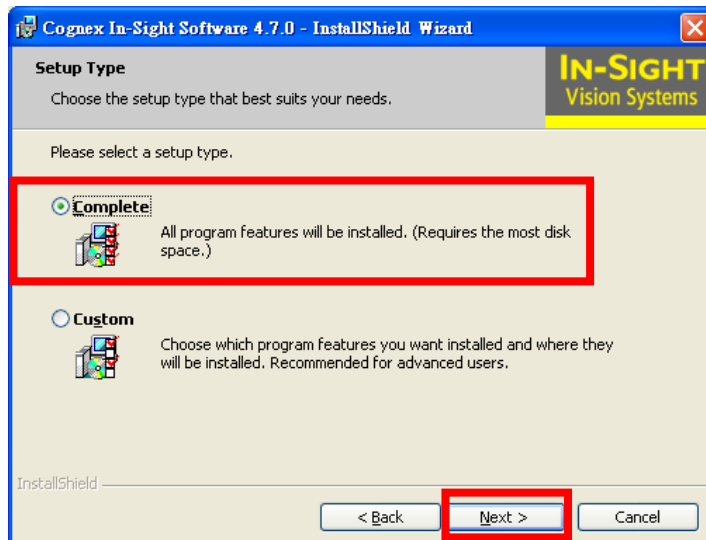 Cognex In-Sight Software 4.7.0 - InstallShield Wizard
Setup Type
Choose the setup type that best suits your needs.
IN-SIGHT
Vision Systems
Please select a setup type.
Complete
All program features will be installed. (Requires the most disk
space.)
Custom
Choose which program features you want installed and where they
will be installed. Recommended for advanced users.
InstallShield
< Back
Next >
Cancel